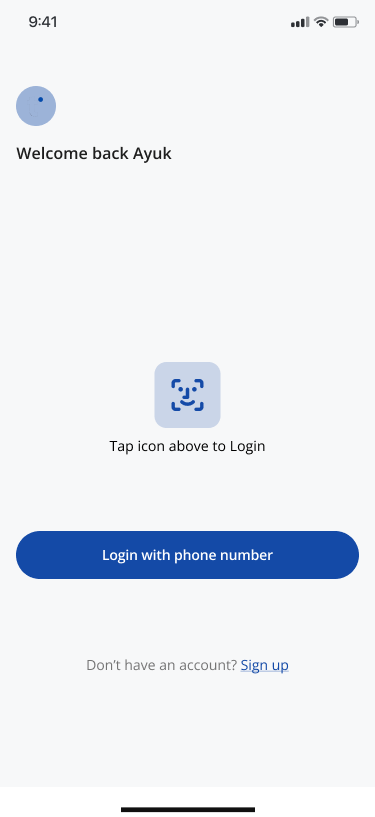 9:41
Welcome back Ayuk
Tap icon above to Login
Login with phone number
Don’t have an account? Sign up